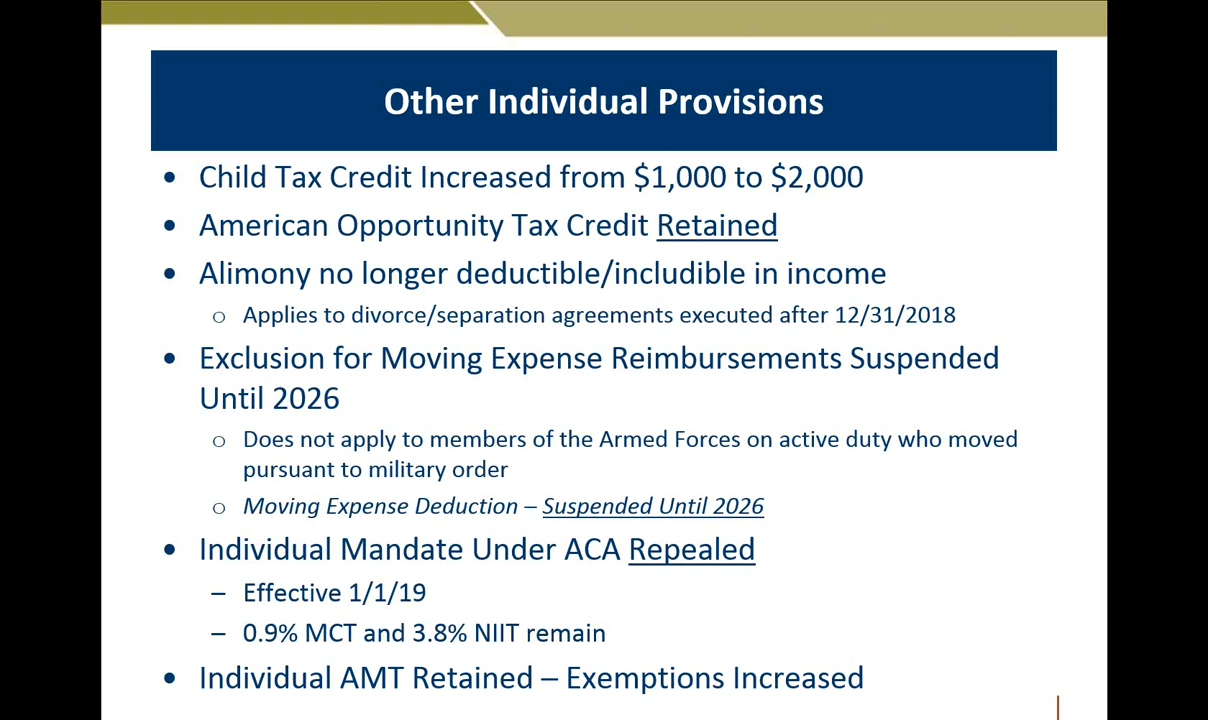 Other Individual Provisions
• Child Tax Credit Increased from $1,000 to $2,000
• American Opportunity Tax Credit Retained
• Alimony no longer deductible/includible in income
o Applies to divorce/separation agreements executed after 12/31/2018
• Exclusion for Moving Expense Reimbursements Suspended
Until 2026
o Does not apply to members of the Armed Forces on active duty who moved
pursuant to military order
o Moving Expense Deduction – Suspended Until 2026
• Individual Mandate Under ACA Repealed
– Effective 1/1/19
– 0.9% MCT and 3.8% NIIT remain
• Individual AMT Retained – Exemptions Increased